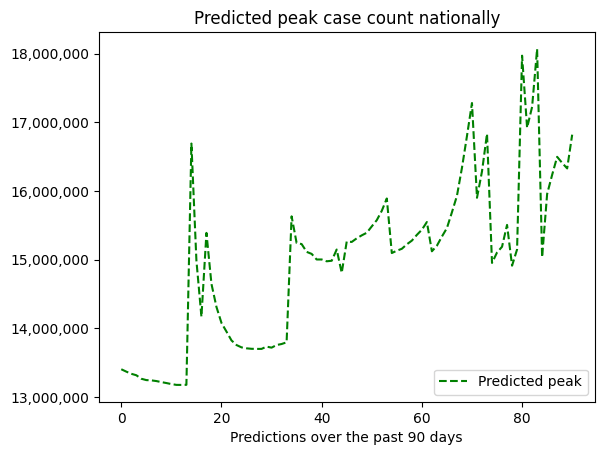 Predicted peak case count nationally
18,000,000
17,000,000
16,000,000
15,000,000
14,000,000
13,000,000
Predicted peak
0 20 40 60 80
Predictions over the past 90 days